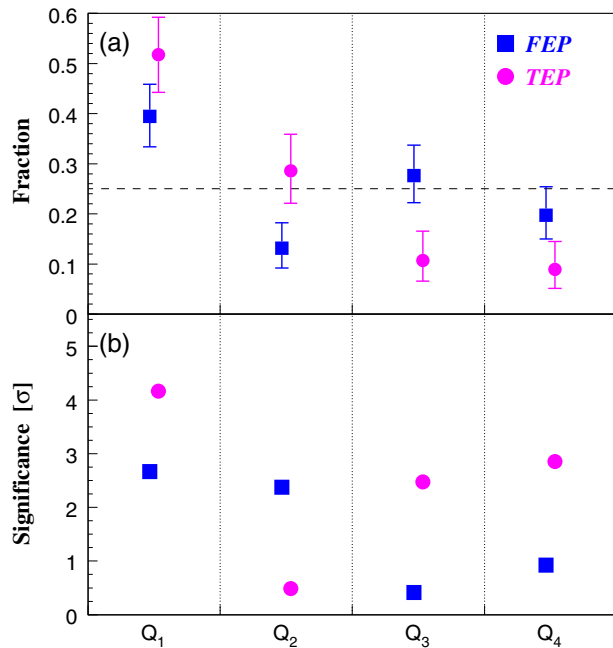 (a)
FEP
TEP
Fraction
0.6
0.5
0.4
0.3
0.2
0.1
0
(b)
Significance [σ]
5
4
3
2
1
0
Q1
Q2
Q3
Q4